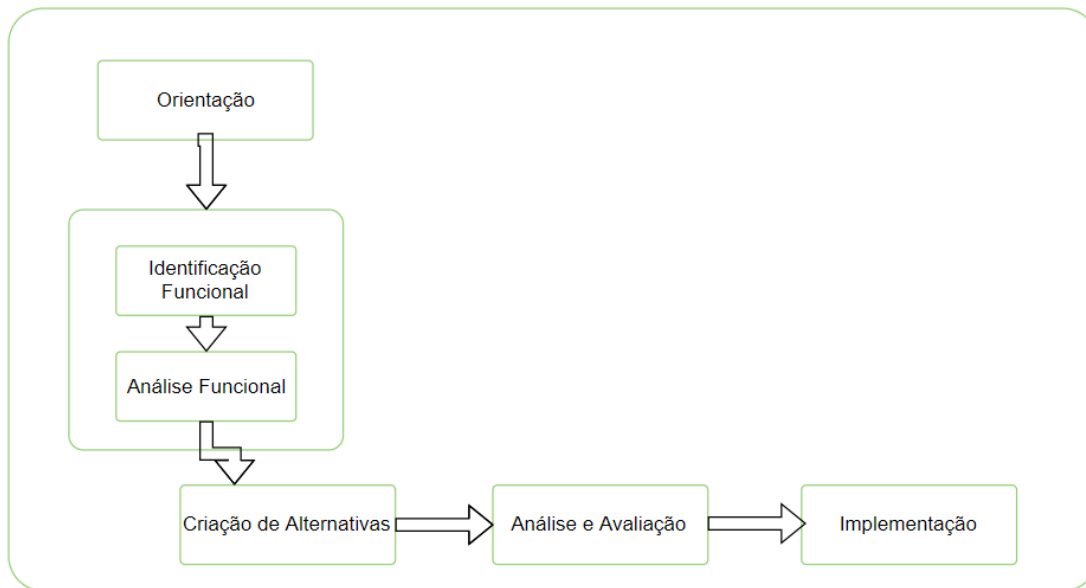 Orientação
Identificação
Funcional
Análise Funcional
Criação de Alternativas
Análise e Avaliação
Implementação